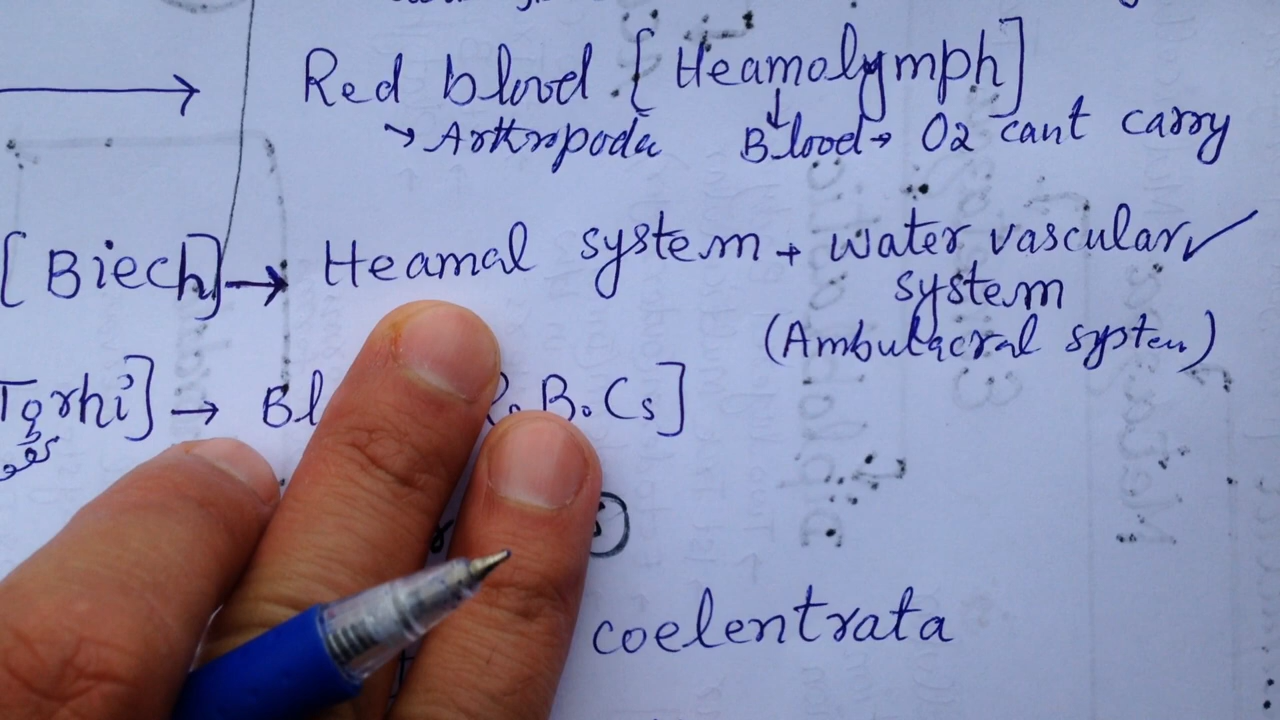 Red blood [Heamolymph]
→ Arthropoda Blood → O2 cant carry
[Biech] → Heamal system + water vascular ✓
system
(Ambulacral system)
Tarhi] → Bl R.B.Cs]
coelentrata